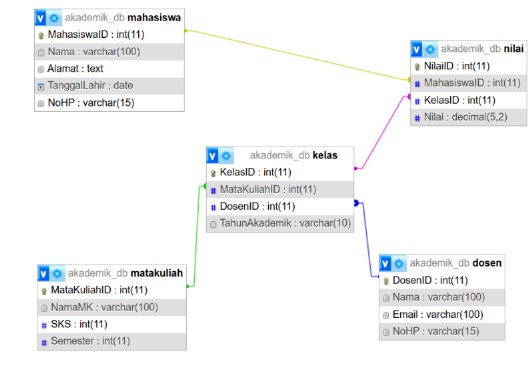 akademik_db mahasiswa
MahasiswaID : int(11)
Nama : varchar(100)
Alamat : text
TanggalLahir : date
NoHP : varchar(15)
akademik_db nilai
NilaiID : int(11)
MahasiswaID : int(11)
KelasID : int(11)
Nilai : decimal(5,2)
akademik_db kelas
KelasID : int(11)
MataKuliahID : int(11)
DosenID : int(11)
TahunAkademik : varchar(10)
akademik_db matakuliah
MataKuliahID : int(11)
NamaMK : varchar(100)
SKS : int(11)
Semester : int(11)
akademik_db dosen
DosenID : int(11)
Nama : varchar(100)
Email : varchar(100)
NoHP : varchar(15)